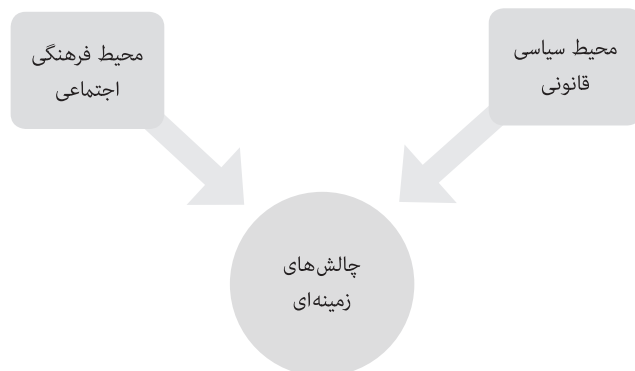 محیط سیاسی
قانونی
محیط فرهنگی
اجتماعی
چالش‌های
زمینه‌ای